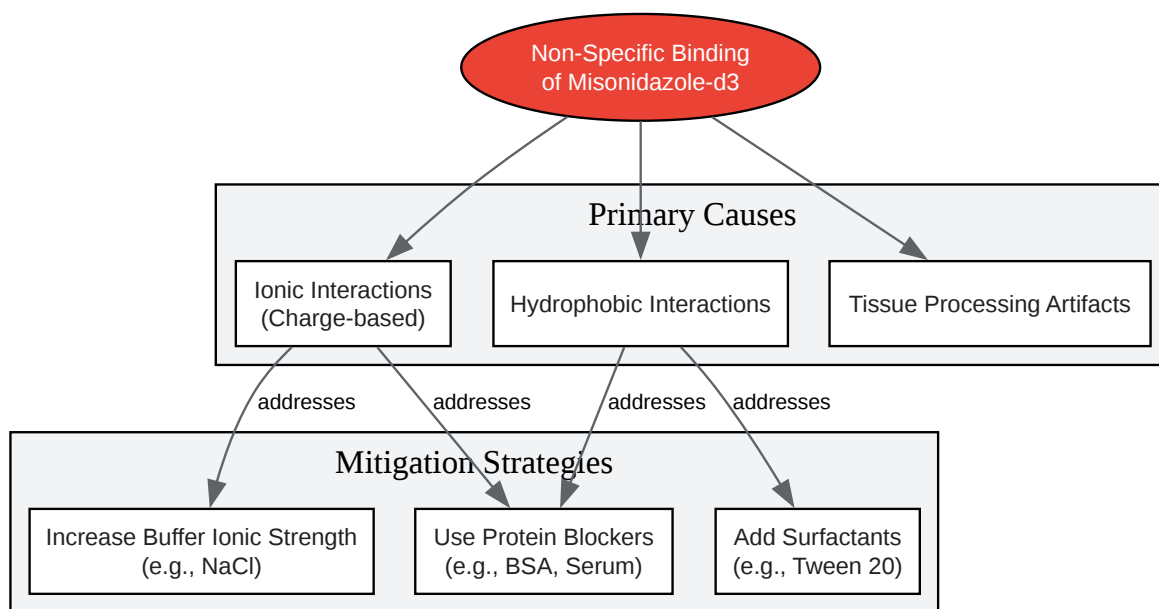 Non-Specific Binding
of Misonidazole-d3
Primary Causes
Ionic Interactions
(Charge-based)
Hydrophobic Interactions
Tissue Processing Artifacts
addresses
addresses
addresses
addresses
Mitigation Strategies
Increase Buffer Ionic Strength
(e.g., NaCl)
Use Protein Blockers
(e.g., BSA, Serum)
Add Surfactants
(e.g., Tween 20)